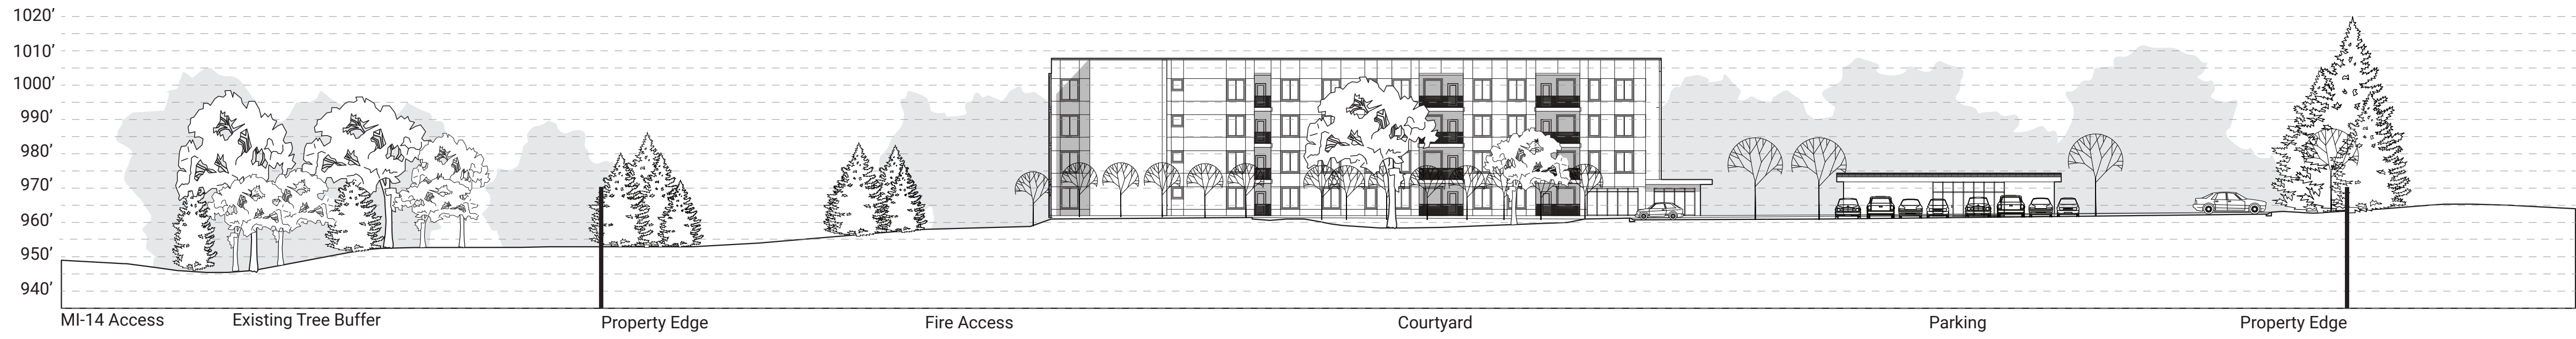 1020’
1010’
1000’
990’
980’
970’
960’
950’
940’
MI-14 Access
Existing Tree Buffer
Property Edge
Fire Access
Courtyard
Parking
Property Edge